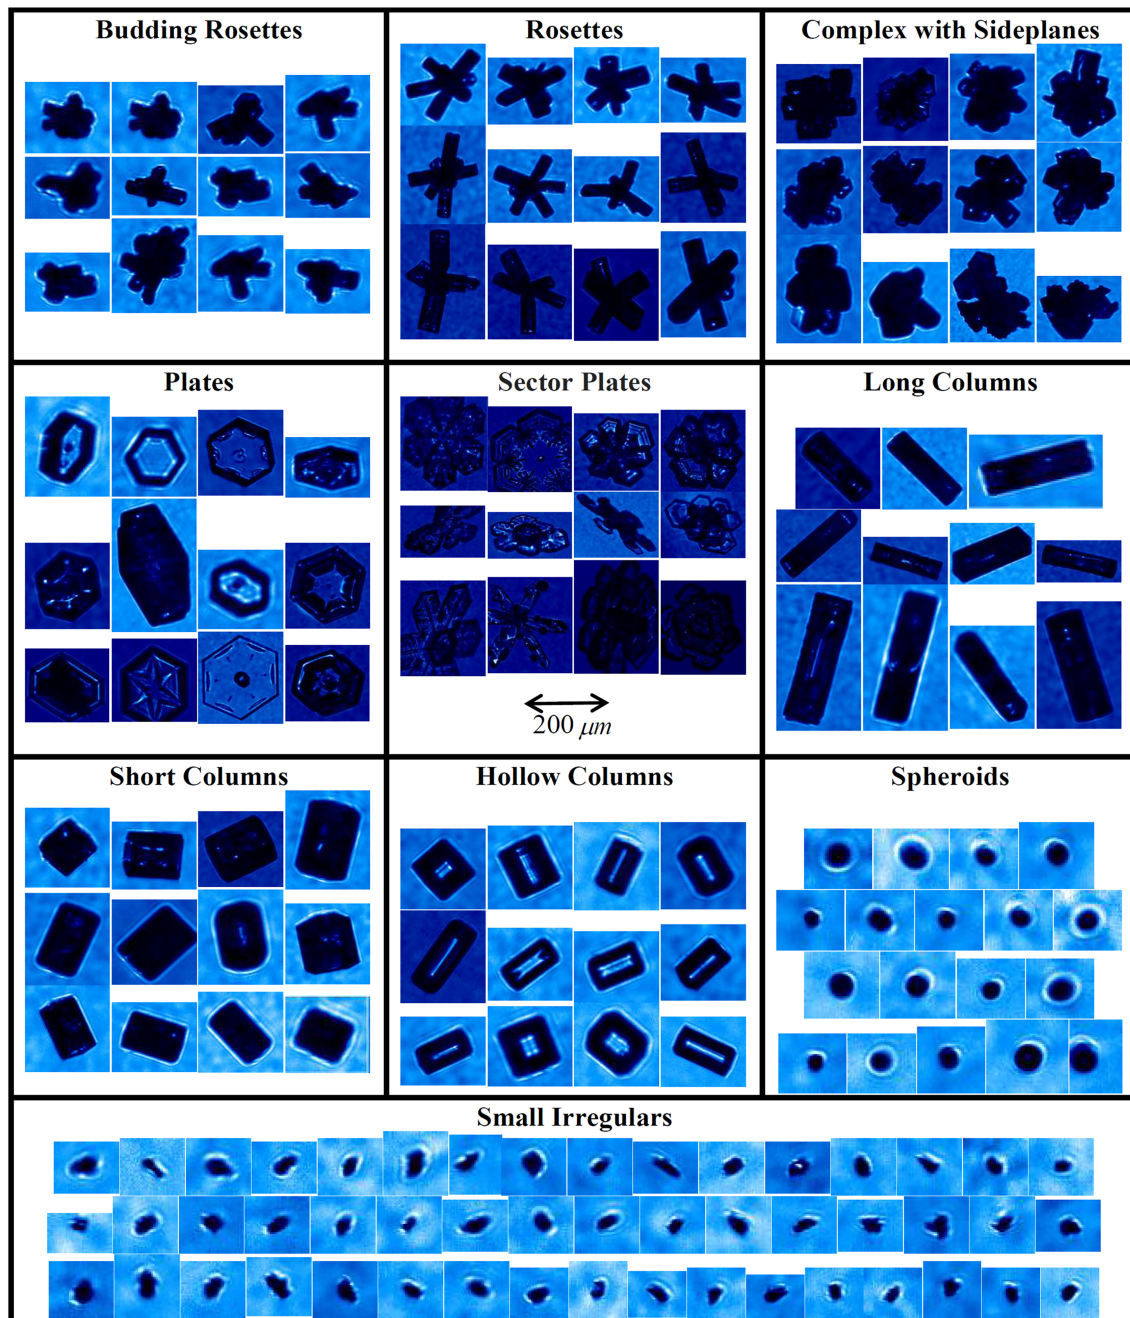 Budding Rosettes
Rosettes
Complex with Sideplanes
Plates
Sector Plates
Long Columns
200 μm
Short Columns
Hollow Columns
Spheroids
Small Irregulars